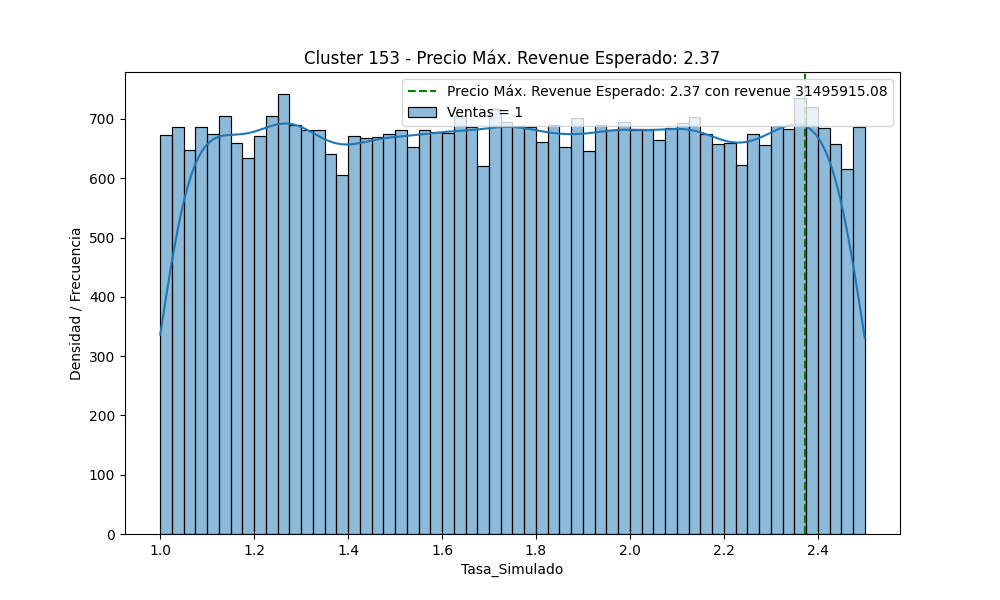 Cluster 153 - Precio Máx. Revenue Esperado: 2.37
Precio Máx. Revenue Esperado: 2.37 con revenue 31495915.08
Ventas = 1
Densidad / Frecuencia
700
600
500
400
300
200
100
0
1.0 1.2 1.4 1.6 1.8 2.0 2.2 2.4
Tasa_Simulado